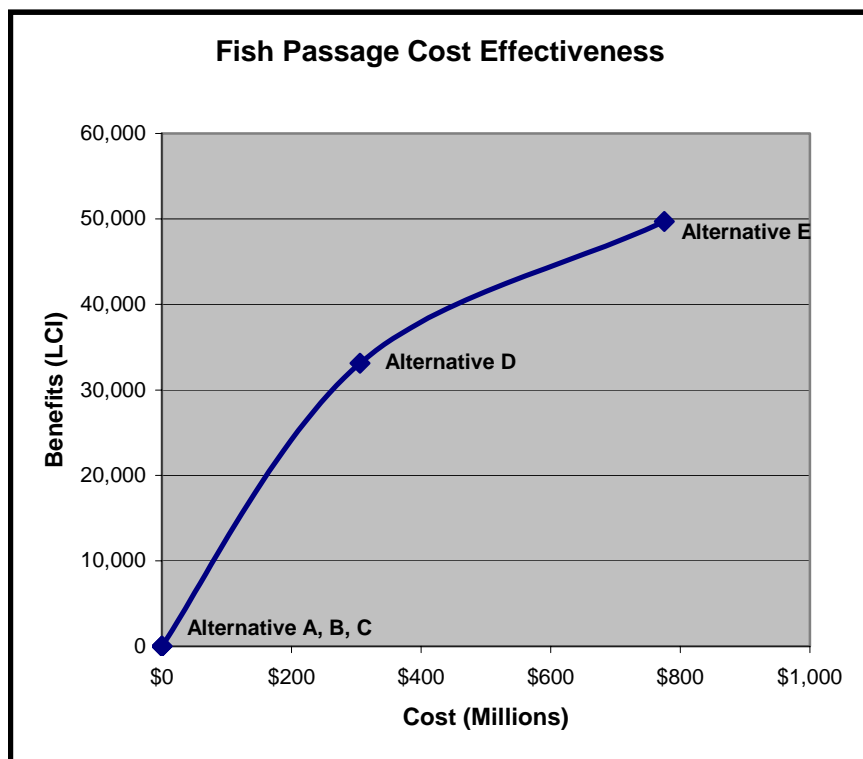 Fish Passage Cost Effectiveness
60,000
50,000
40,000
30,000
20,000
10,000
0
Benefits (LCI)
Alternative E
Alternative D
Alternative A, B, C
$0 $200 $400 $600 $800 $1,000
Cost (Millions)